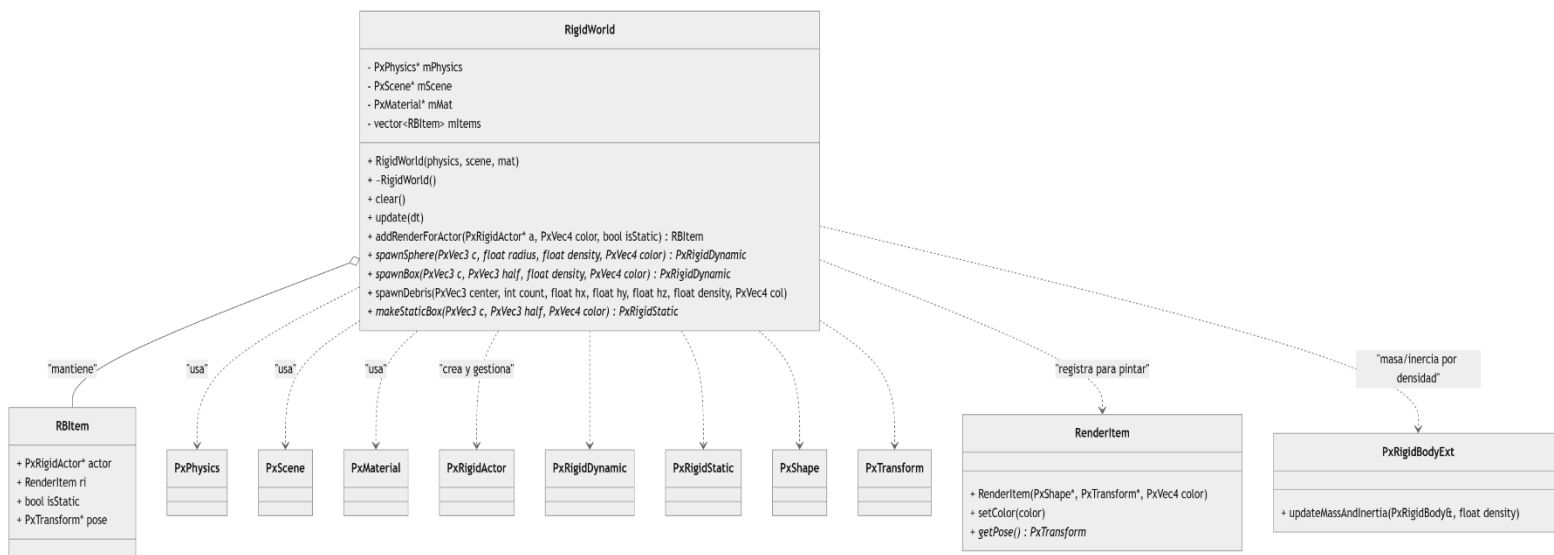 RigidWorld
- PxPhysics* mPhysics
- PxScene* mScene
- PxMaterial* mMat
- vector<RBItem> mItems
+ RigidWorld(physics, scene, mat)
+ ~RigidWorld()
+ clear()
+ update(dt)
+ addRenderForActor(PxRigidActor* a, PxVec4 color, bool isStatic) : RBItem
+ spawnSphere(PxVec3 c, float radius, float density, PxVec4 color) : PxRigidDynamic
+ spawnBox(PxVec3 c, PxVec3 half, float density, PxVec4 color) : PxRigidDynamic
+ spawnDebris(PxVec3 center, int count, float hx, float hy, float hz, float density, PxVec4 col)
+ makeStaticBox(PxVec3 c, PxVec3 half, PxVec4 color) : PxRigidStatic
"mantiene"
"usa"
"usa"
"usa"
"crea y gestiona"
"registra para pintar"
"masa/inercia por
densidad"
RBItem
+ PxRigidActor* actor
+ RenderItem ri
+ bool isStatic
+ PxTransform* pose
PxPhysics
PxScene
PxMaterial
PxRigidActor
PxRigidDynamic
PxRigidStatic
PxShape
PxTransform
RenderItem
+ RenderItem(PxShape*, PxTransform*, PxVec4 color)
+ setColor(color)
+ getPose() : PxTransform
PxRigidBodyExt
+ updateMassAndInertia(PxRigidBody&, float density)